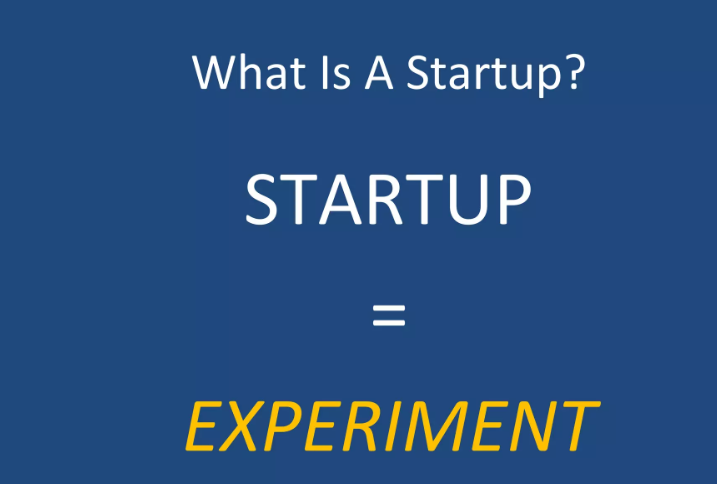 What Is A Startup?
STARTUP
=
EXPERIMENT